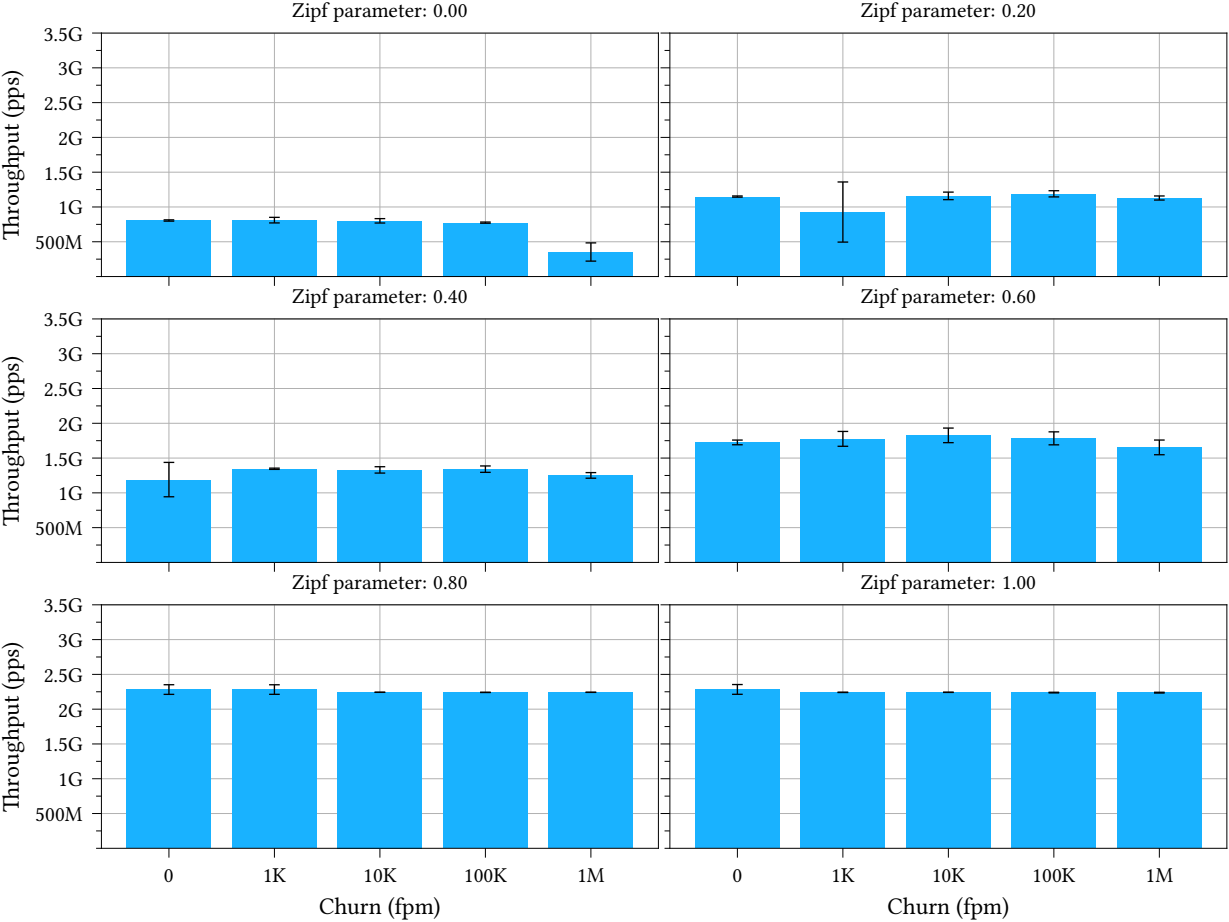 Zipf parameter: 0.00
Zipf parameter: 0.20
3.5G
3G
2.5G
2G
1.5G
1G
500M
Throughput (pps)
Zipf parameter: 0.40
Zipf parameter: 0.60
3.5G
3G
2.5G
2G
1.5G
1G
500M
Throughput (pps)
Zipf parameter: 0.80
Zipf parameter: 1.00
3.5G
3G
2.5G
2G
1.5G
1G
500M
Throughput (pps)
0 1K 10K 100K 1M
0 1K 10K 100K 1M
Churn (fpm)
Churn (fpm)